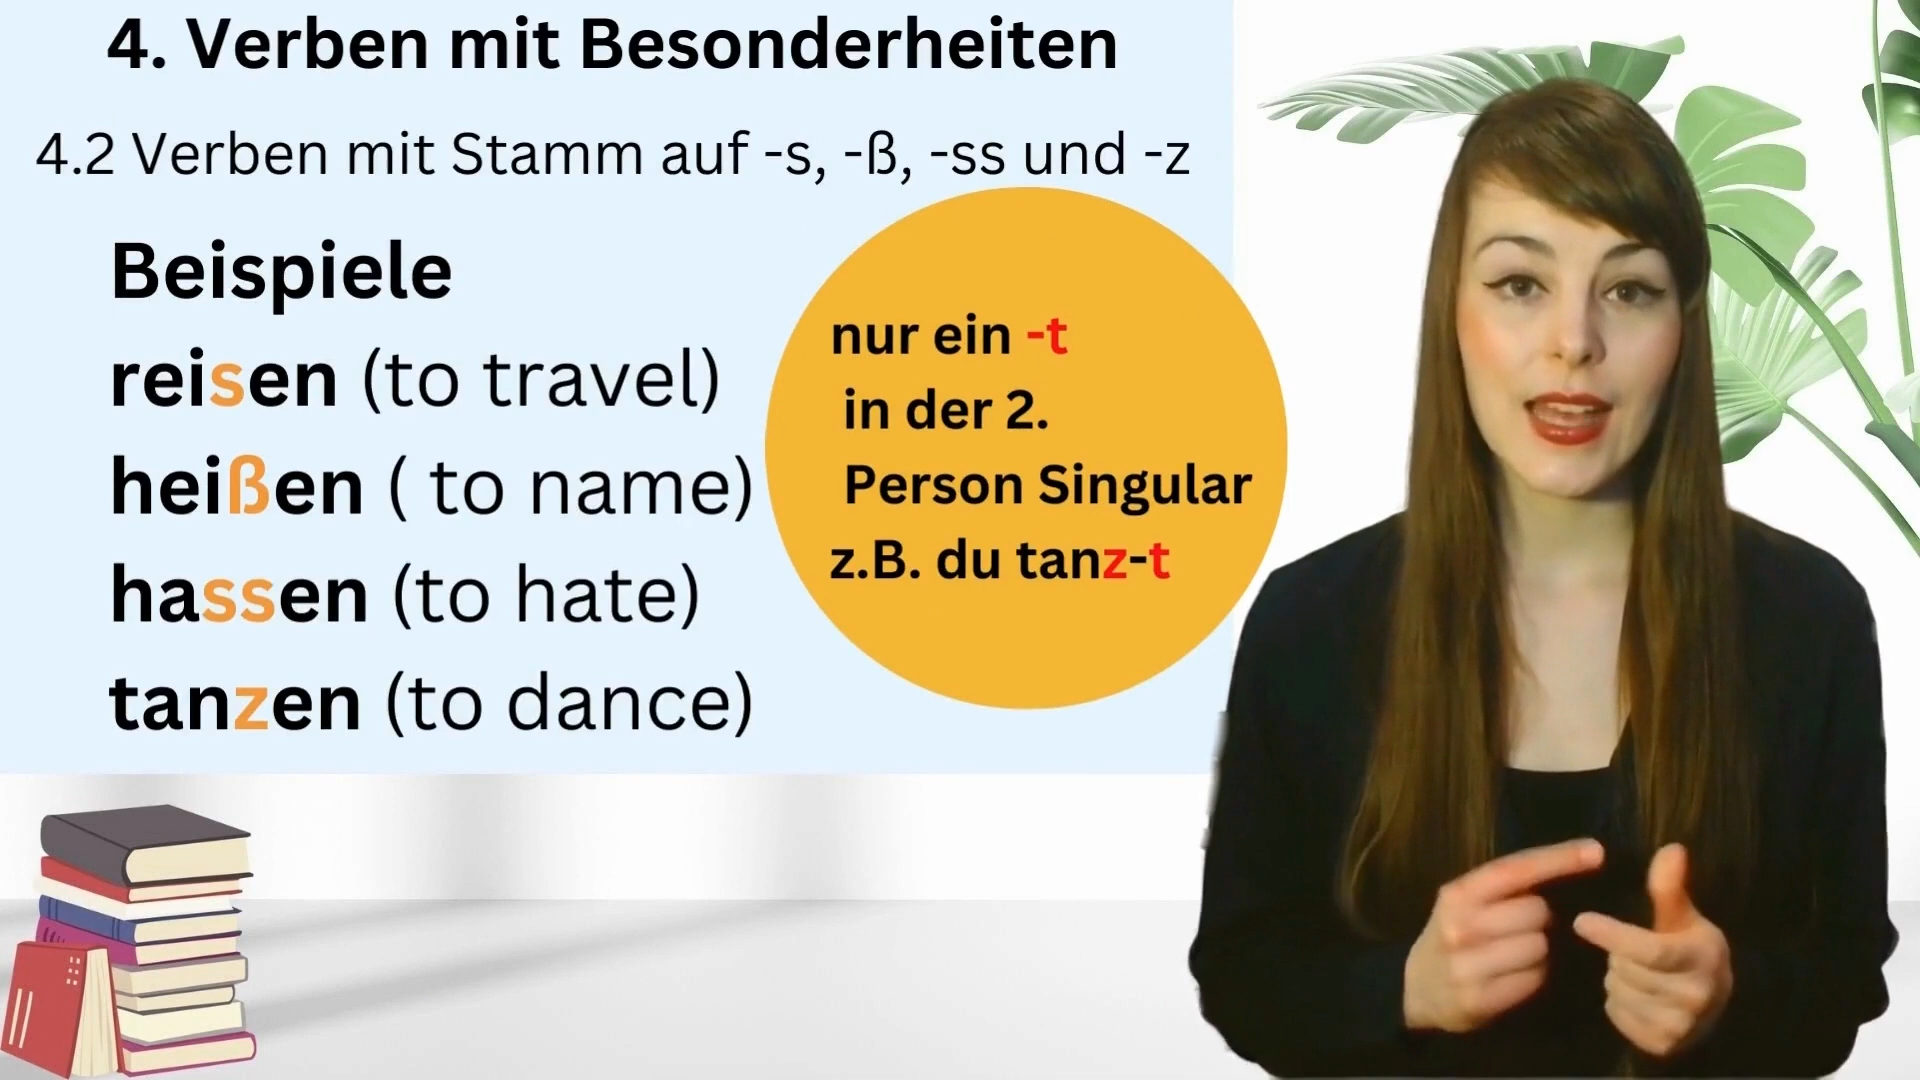 4. Verben mit Besonderheiten
4.2 Verben mit Stamm auf -s, -ß, -ss und -z
Beispiele
reisen (to travel)
heißen ( to name)
hassen (to hate)
tanzen (to dance)
nur ein -t
in der 2.
Person Singular
z.B. du tanz-t